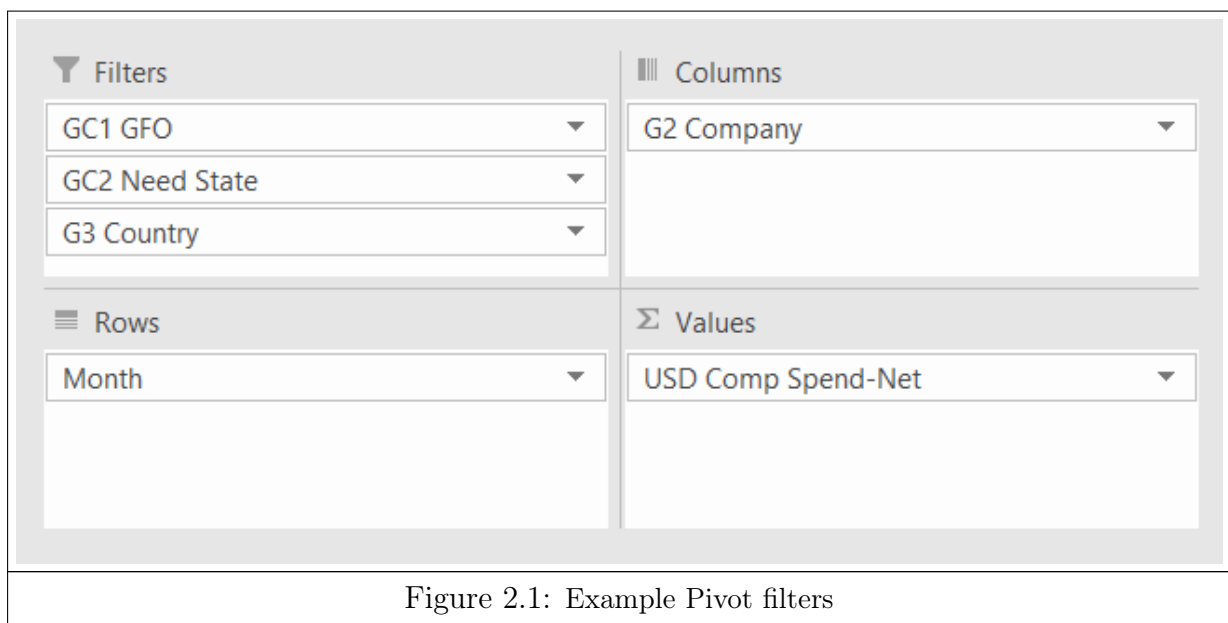 Filters
GC1 GFO
GC2 Need State
G3 Country
Columns
G2 Company
Rows
Month
Σ Values
USD Comp Spend-Net
Figure 2.1: Example Pivot filters